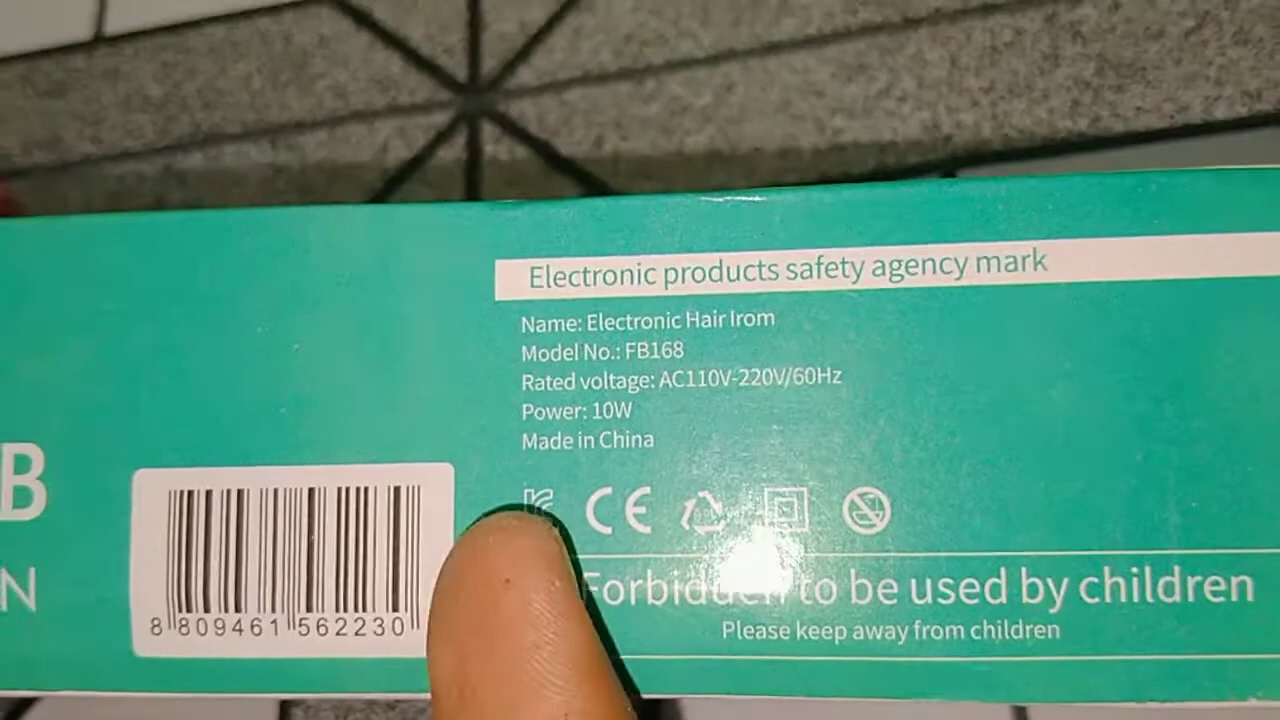 Electronic products safety agency mark
Name: Electronic Hair Irom
Model No.: FB168
Rated voltage: AC110V-220V/60Hz
Power: 10W
Made in China
B
N
CE
8 809461 562230
Forbidden to be used by children
Please keep away from children